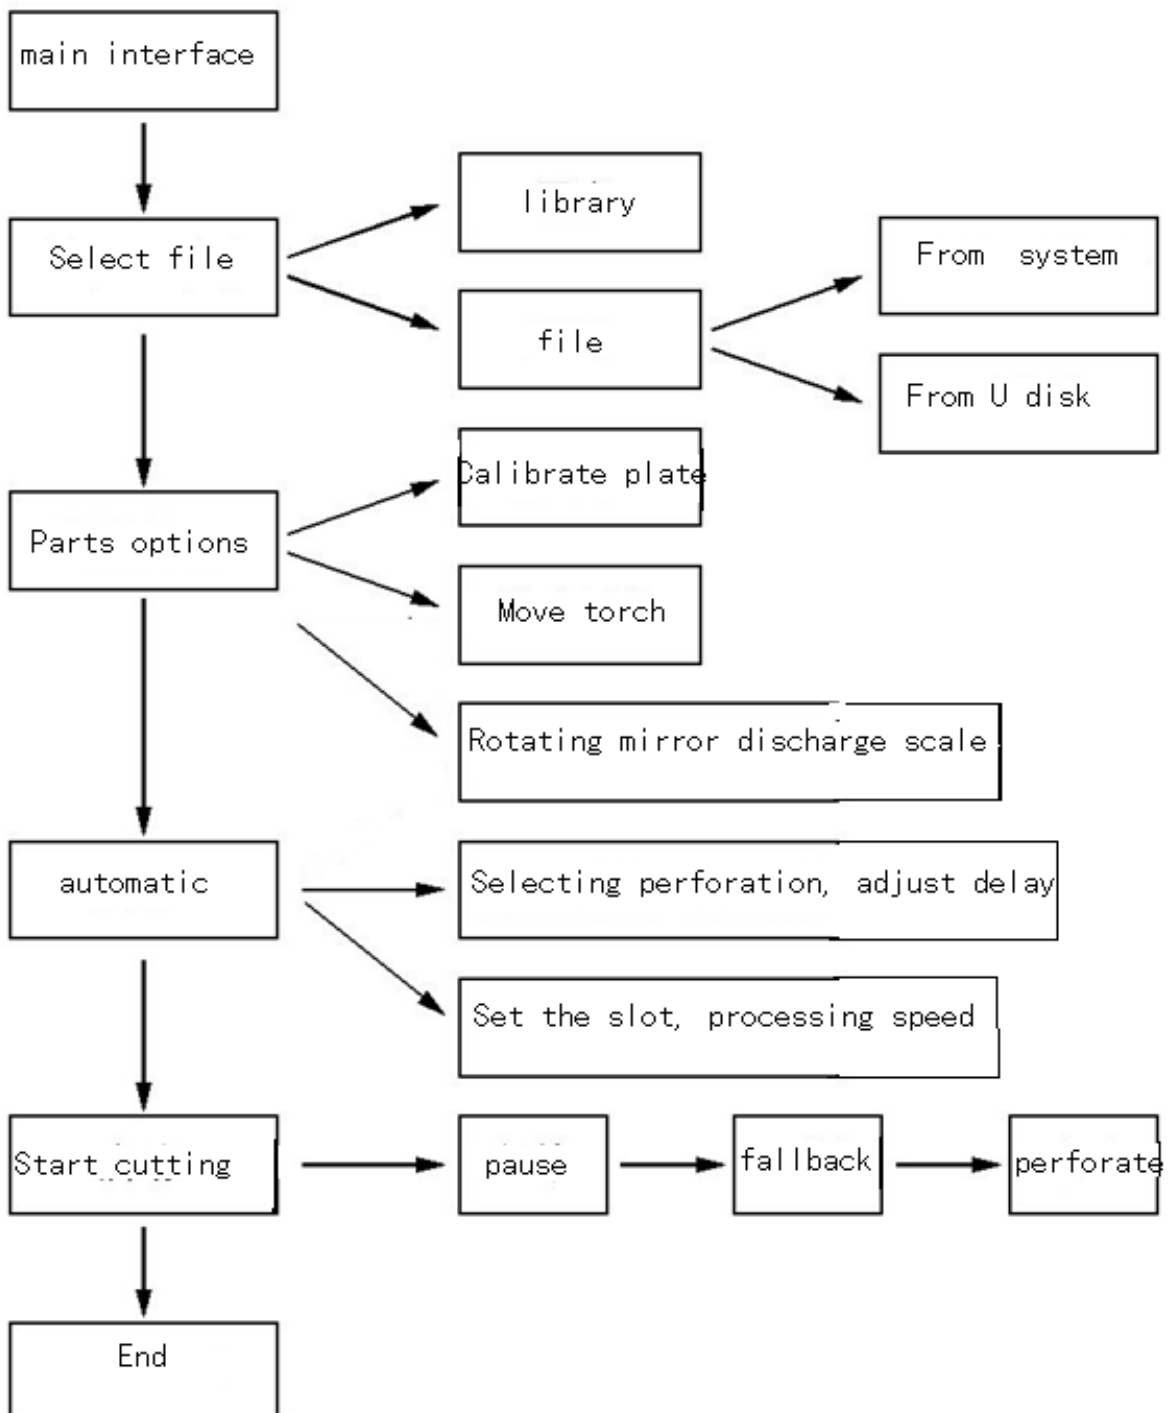 main interface
library
Select file
From system
file
From U disk
Calibrate plate
Parts options
Move torch
Rotating mirror discharge scale
automatic
Selecting perforation, adjust delay
Set the slot, processing speed
Start cutting
pause
fallback
perforate
End